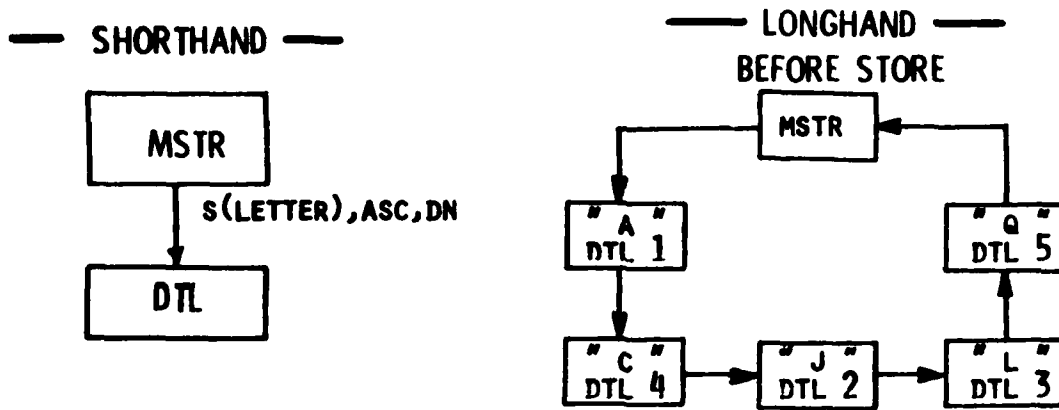 — SHORTHAND —
MSTR
S(LETTER),ASC,DN
DTL
— LONGHAND —
BEFORE STORE
MSTR
" A "
DTL 1
" Q "
DTL 5
" C "
DTL 4
" J "
DTL 2
" L "
DTL 3